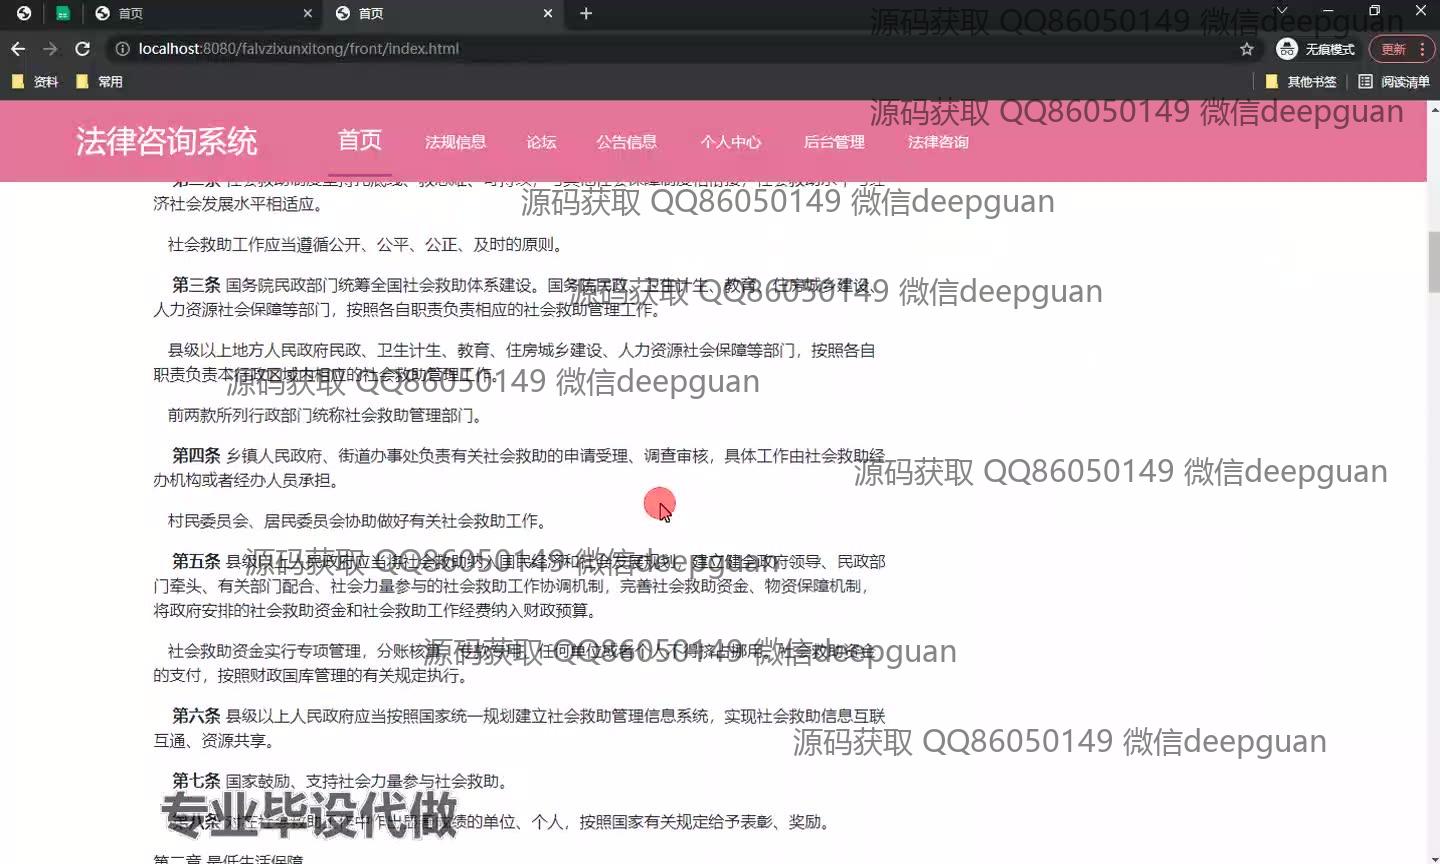 首页
首页
localhost:8080/falvzixunxitong/front/index.html
无痕模式
更新
资料
常用
其他书签
阅读清单
源码获取 QQ86050149 微信deepguan
源码获取 QQ86050149 微信deepguan
法律咨询系统
首页
法规信息
论坛
公告信息
个人中心
后台管理
法律咨询
济社会发展水平相适应。
源码获取 QQ86050149 微信deepguan
社会救助工作应当遵循公开、公平、公正、及时的原则。
第三条 国务院民政部门统筹全国社会救助体系建设。国务院民政、卫生计生、教育、住房城乡建设、
源码获取 QQ86050149 微信deepguan
人力资源社会保障等部门，按照各自职责负责相应的社会救助管理工作。
县级以上地方人民政府民政、卫生计生、教育、住房城乡建设、人力资源社会保障等部门，按照各自
职责负责本行政区域内相应的社会救助管理工作。
源码获取 QQ86050149 微信deepguan
前两款所列行政部门统称社会救助管理部门。
第四条 乡镇人民政府、街道办事处负责有关社会救助的申请受理、调查审核，具体工作由社会救助经
源码获取 QQ86050149 微信deepguan
办机构或者经办人员承担。
村民委员会、居民委员会协助做好有关社会救助工作。
第五条 县级以上人民政府应当将社会救助纳入国民经济和社会发展规划，建立健全政府领导、民政部
源码获取 QQ86050149 微信deepguan
门牵头、有关部门配合、社会力量参与的社会救助工作协调机制，完善社会救助资金、物资保障机制，
将政府安排的社会救助资金和社会救助工作经费纳入财政预算。
社会救助资金实行专项管理，分账核算，专款专用，任何单位或者个人不得挤占挪用。社会救助资金
源码获取 QQ86050149 微信deepguan
的支付，按照财政国库管理的有关规定执行。
第六条 县级以上人民政府应当按照国家统一规划建立社会救助管理信息系统，实现社会救助信息互联
互通、资源共享。
源码获取 QQ86050149 微信deepguan
第七条 国家鼓励、支持社会力量参与社会救助。
专业毕设代做
第八条 对在社会救助工作中作出显著成绩的单位、个人，按照国家有关规定给予表彰、奖励。
第二章 最低生活保障